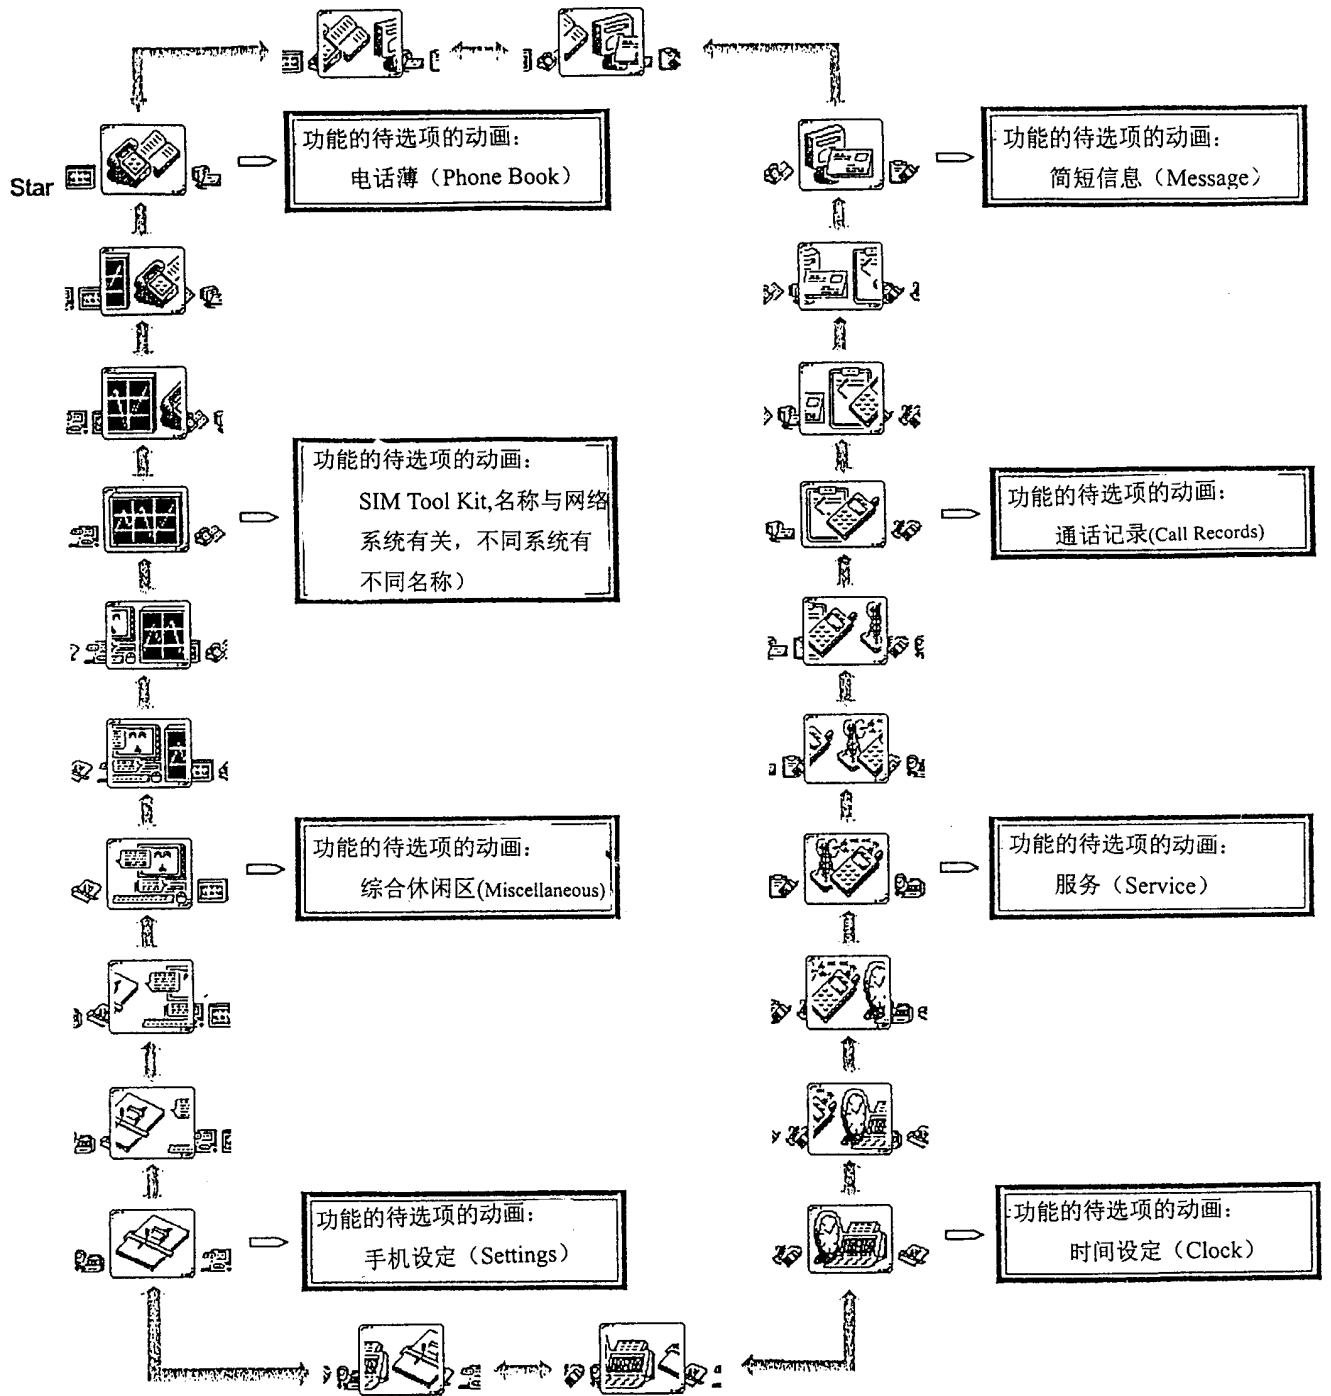 Star
功能的待选项的动画:
电话薄（Phone Book）
功能的待选项的动画:
简短信息（Message）
功能的待选项的动画:
SIM Tool Kit,名称与网络
系统有关，不同系统有
不同名称）
功能的待选项的动画:
通话记录(Call Records)
功能的待选项的动画:
综合休闲区(Miscellaneous)
功能的待选项的动画:
服务（Service）
功能的待选项的动画:
手机设定（Settings）
功能的待选项的动画:
时间设定（Clock）